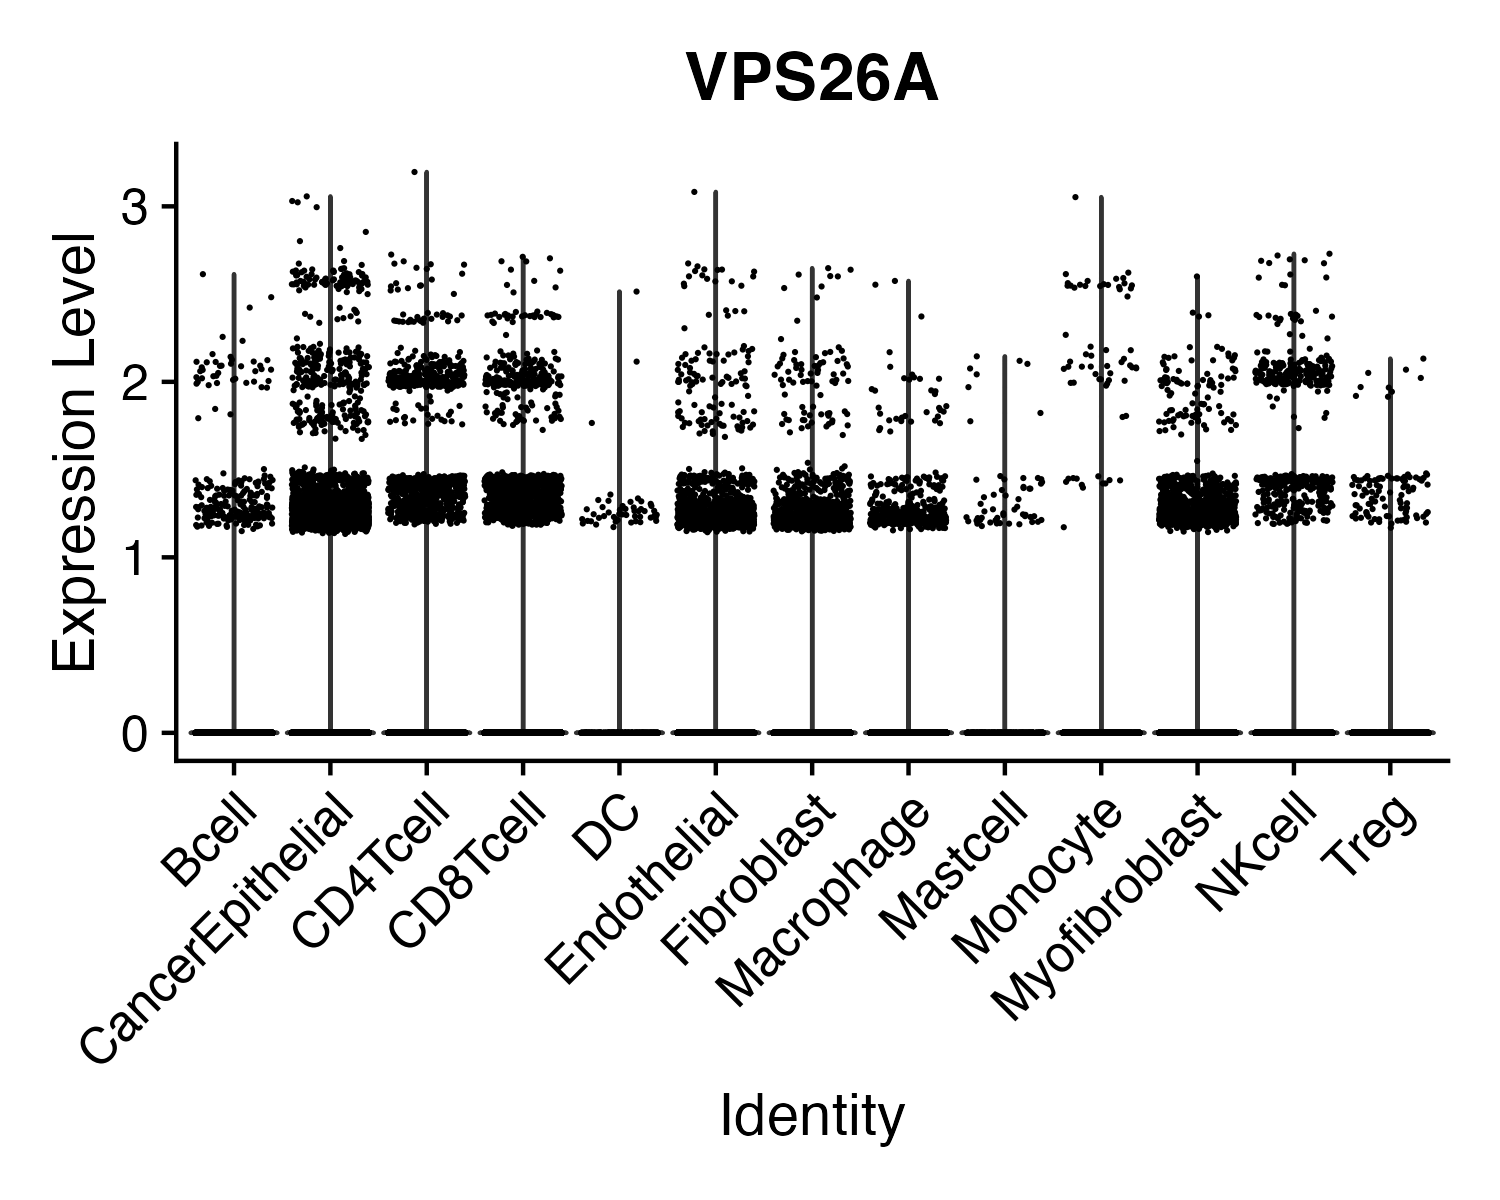 VPS26A
Expression Level
3
2
1
0
Bcell
CancerEpithelial
CD4Tcell
CD8Tcell
DC
Endothelial
Fibroblast
Macrophage
Mastcell
Monocyte
Myofibroblast
NKcell
Treg
Identity